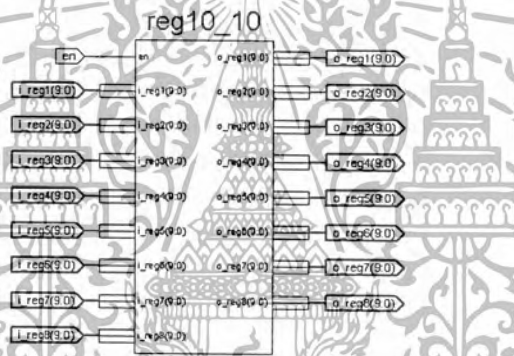 reg10_10
en en o_reg1(9:0) o_reg1(9:0)
i_reg1(9:0) i_reg1(9:0) o_reg2(9:0) o_reg2(9:0)
i_reg2(9:0) i_reg2(9:0) o_reg3(9:0) o_reg3(9:0)
i_reg3(9:0) i_reg3(9:0) o_reg4(9:0) o_reg4(9:0)
i_reg4(9:0) i_reg4(9:0) o_reg5(9:0) o_reg5(9:0)
i_reg5(9:0) i_reg5(9:0) o_reg6(9:0) o_reg6(9:0)
i_reg6(9:0) i_reg6(9:0) o_reg7(9:0) o_reg7(9:0)
i_reg7(9:0) i_reg7(9:0) o_reg8(9:0) o_reg8(9:0)
i_reg8(9:0) i_reg8(9:0)